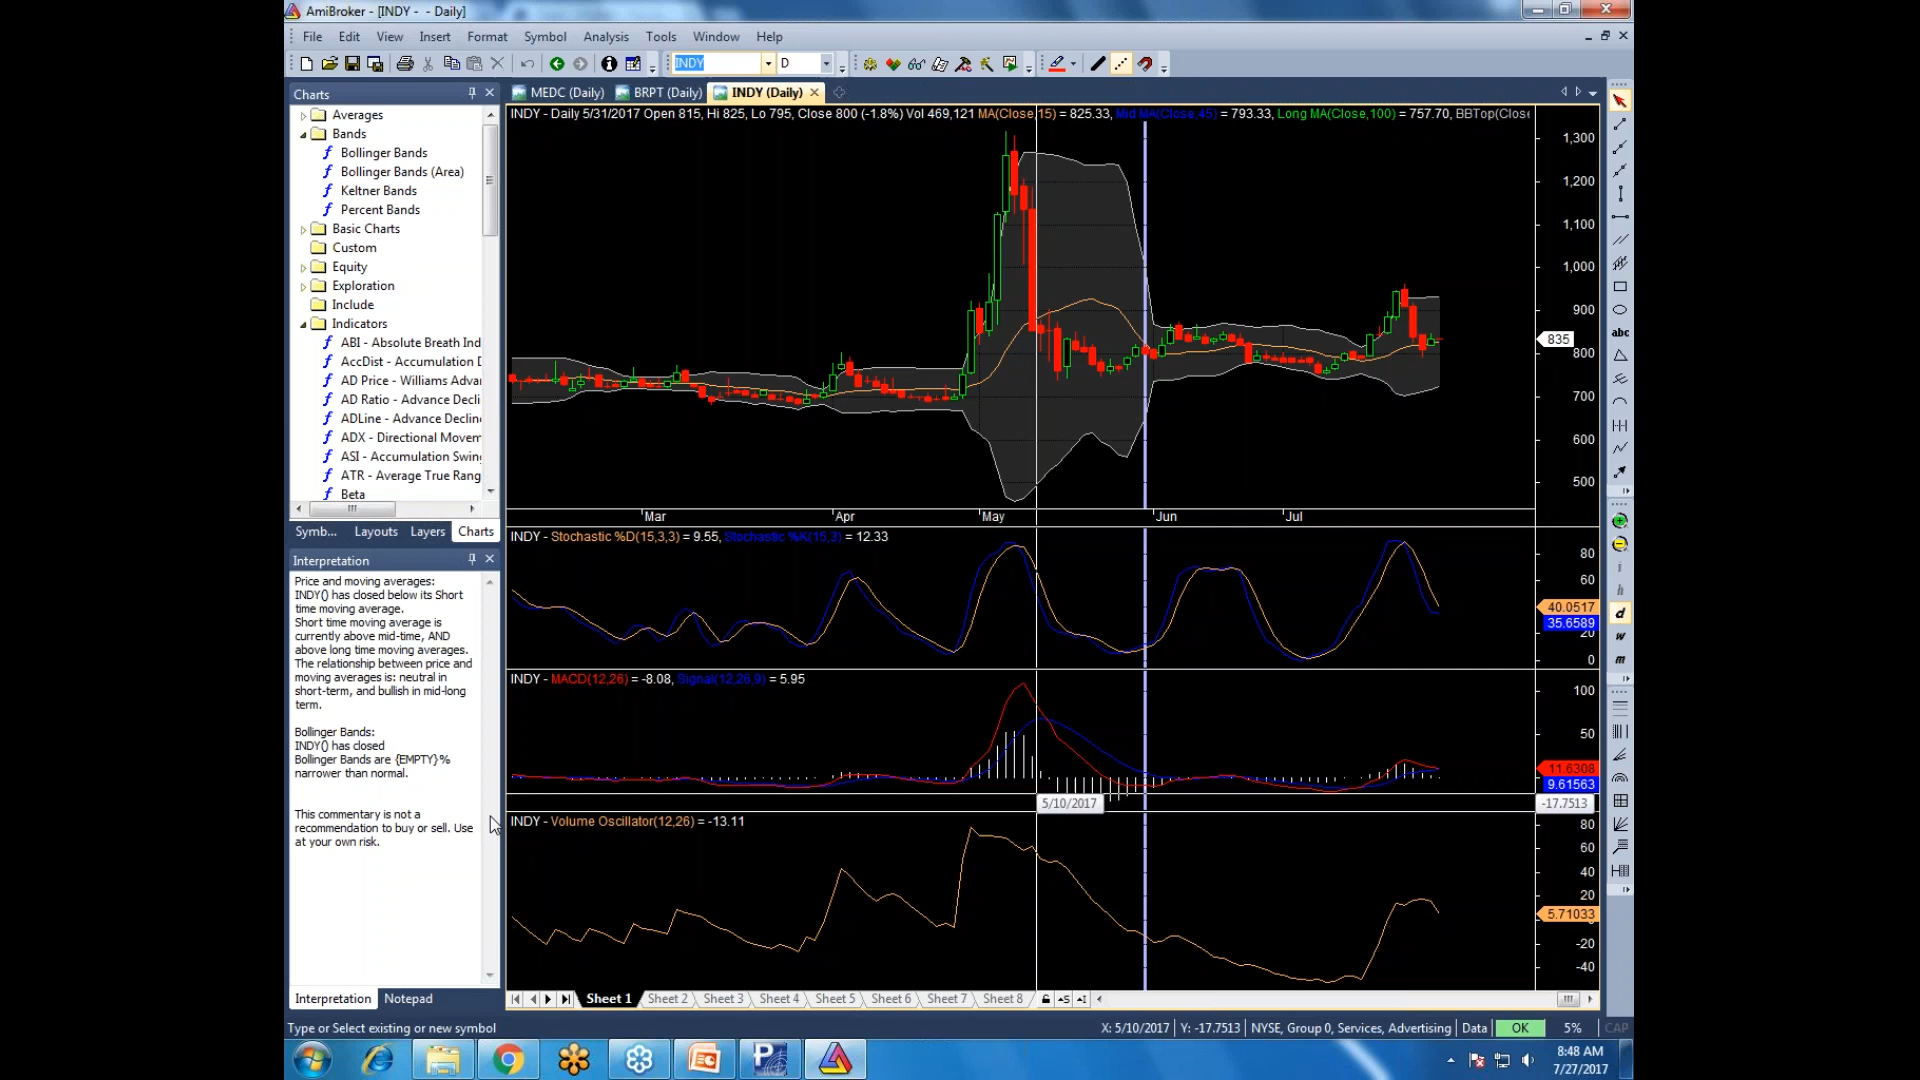 AmiBroker - [INDY -  - Daily]
File Edit View Insert Format Symbol Analysis Tools Window Help
INDY D
Charts
MEDC (Daily) BRPT (Daily) INDY (Daily)
Averages
Bands
Bollinger Bands
Bollinger Bands (Area)
Keltner Bands
Percent Bands
Basic Charts
Custom
Equity
Exploration
Include
Indicators
ABI - Absolute Breath Ind
AccDist - Accumulation D
AD Price - Williams Advar
AD Ratio - Advance Decli
ADLine - Advance Declin
ADX - Directional Movem
ASI - Accumulation Swing
ATR - Average True Rang
Beta
Symb... Layouts Layers Charts
Interpretation
Price and moving averages:
INDY() has closed below its Short
time moving average.
Short time moving average is
currently above mid-time, AND
above long time moving averages.
The relationship between price and
moving averages is: neutral in
short-term, and bullish in mid-long
term.
Bollinger Bands:
INDY() has closed
Bollinger Bands are {EMPTY}%
narrower than normal.
This commentary is not a
recommendation to buy or sell. Use
at your own risk.
Interpretation Notepad
INDY - Daily 5/31/2017 Open 815, Hi 825, Lo 795, Close 800 (-1.8%) Vol 469,121 MA(Close,15) = 825.33, Mid MA(Close,45) = 793.33, Long MA(Close,100) = 757.70, BBTop(Close
1,300
1,200
1,100
1,000
900
835
800
700
600
500
Mar Apr May Jun Jul
INDY - Stochastic %D(15,3,3) = 9.55, Stochastic %K(15,3) = 12.33
80
60
40.0517
35.6589
20
0
INDY - MACD(12,26) = -8.08, Signal(12,26,9) = 5.95
100
50
11.6308
9.61563
5/10/2017
-17.7513
INDY - Volume Oscillator(12,26) = -13.11
80
60
40
20
5.71033
-20
-40
abc
i
h
d
w
m
Sheet 1 Sheet 2 Sheet 3 Sheet 4 Sheet 5 Sheet 6 Sheet 7 Sheet 8
Type or Select existing or new symbol
X: 5/10/2017 Y: -17.7513 NYSE, Group 0, Services, Advertising Data OK 5% CAP
8:48 AM
7/27/2017